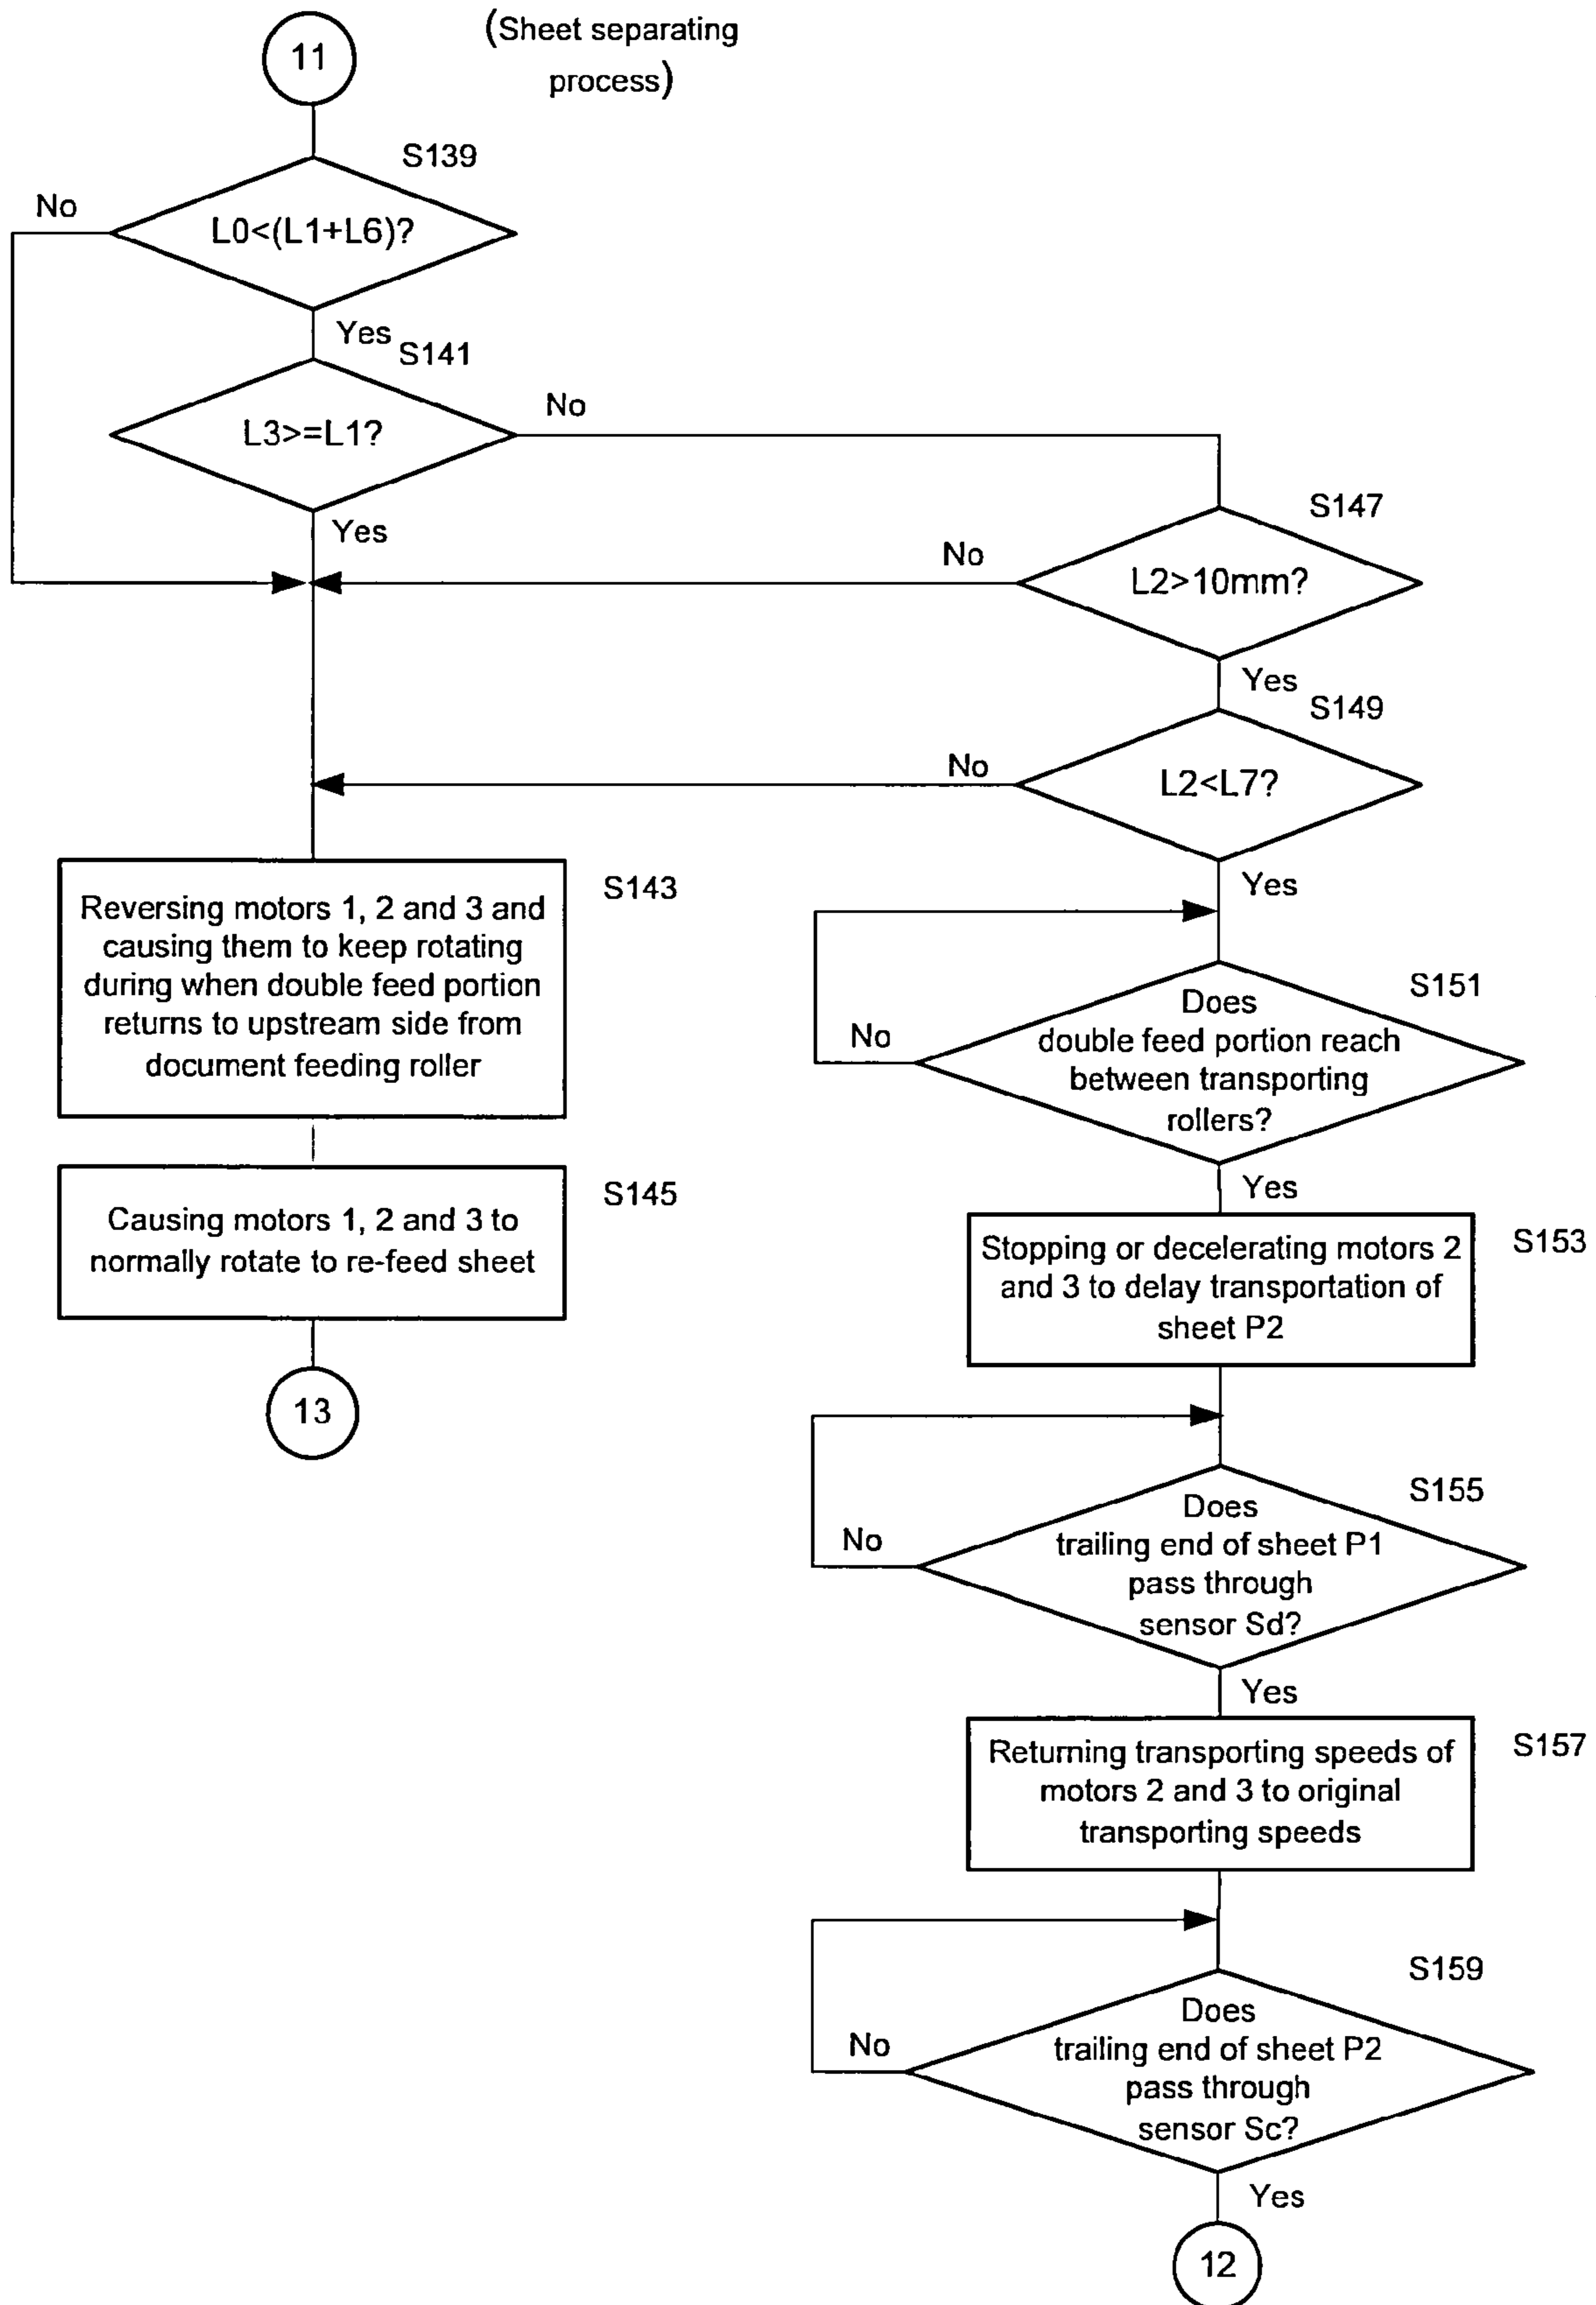 11
(Sheet separating
process)
S139
No
L0<(L1+L6)?
Yes
S141
No
L3>=L1?
Yes
S147
No
L2>10mm?
Yes
S149
No
L2<L7?
Yes
S143
Reversing motors 1, 2 and 3 and
causing them to keep rotating
during when double feed portion
returns to upstream side from
document feeding roller
S145
Causing motors 1, 2 and 3 to
normally rotate to re-feed sheet
13
S151
Does
double feed portion reach
between transporting
rollers?
No
Yes
S153
Stopping or decelerating motors 2
and 3 to delay transportation of
sheet P2
S155
Does
trailing end of sheet P1
pass through
sensor Sd?
No
Yes
S157
Returning transporting speeds of
motors 2 and 3 to original
transporting speeds
S159
Does
trailing end of sheet P2
pass through
sensor Sc?
No
Yes
12